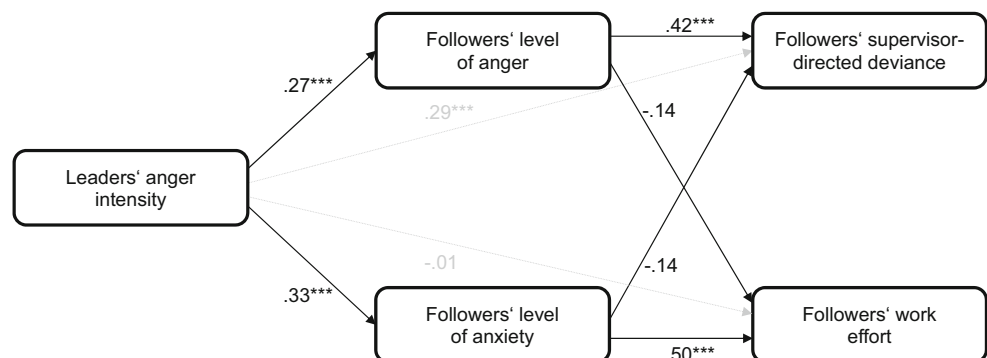 Followers‘ level
of anger
.42***
Followers‘ supervisor-
directed deviance
.27***
.29***
-.14
Leaders‘ anger
intensity
-.01
-.14
.33***
Followers‘ level
of anxiety
Followers‘ work
effort
.50***